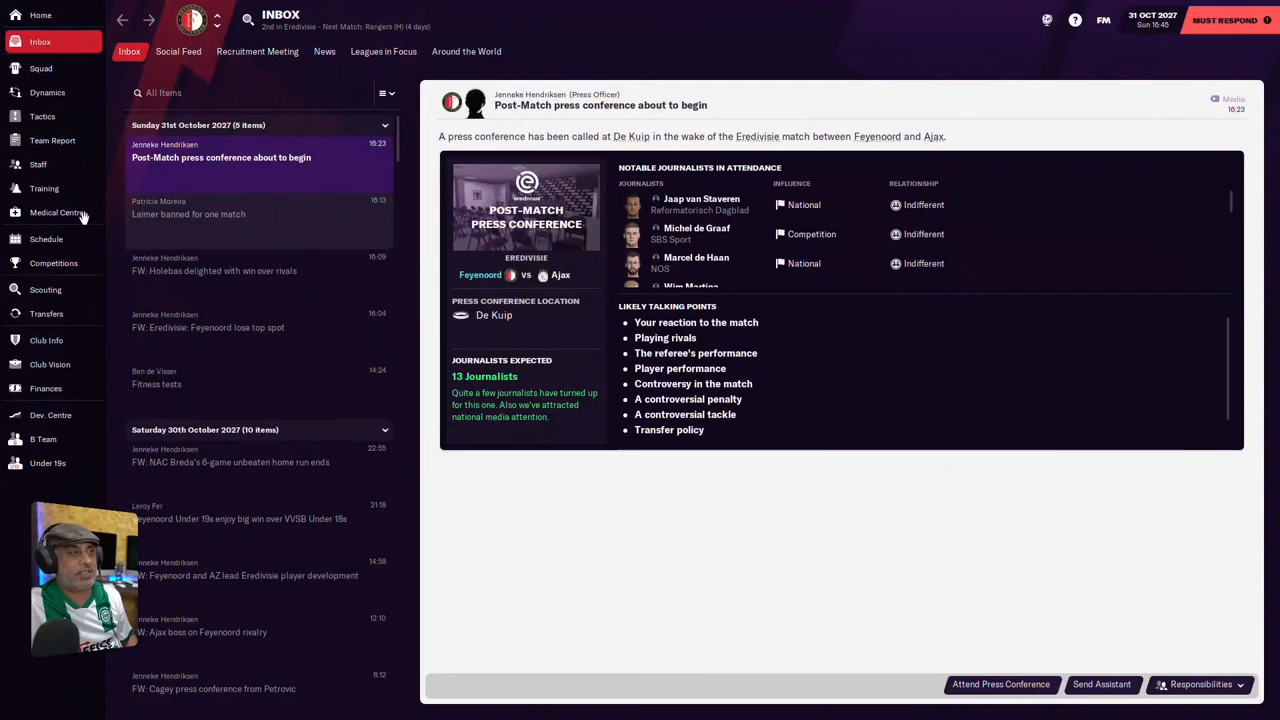 Home
Inbox
Squad
Dynamics
Tactics
Team Report
Staff
Training
Medical Centre
Schedule
Competitions
Scouting
Transfers
Club Info
Club Vision
Finances
Dev. Centre
B Team
Under 19s
INBOX
2nd in Eredivisie - Next Match: Rangers (H) (4 days)
FM
31 OCT 2027
Sun 16:45
MUST RESPOND
Inbox
Social Feed
Recruitment Meeting
News
Leagues in Focus
Around the World
All Items
Sunday 31st October 2027 (5 items)
Jenneke Hendriksen 16:23
Post-Match press conference about to begin
Patrícia Moreira 16:13
Laimer banned for one match
Jenneke Hendriksen 16:09
FW: Holebas delighted with win over rivals
Jenneke Hendriksen 16:04
FW: Eredivisie: Feyenoord lose top spot
Ben de Visser 14:24
Fitness tests
Saturday 30th October 2027 (10 items)
Jenneke Hendriksen 22:55
FW: NAC Breda's 6-game unbeaten home run ends
Leroy Fer 21:18
eyenoord Under 19s enjoy big win over VVSB Under 18s
enneke Hendriksen 14:58
W: Feyenoord and AZ lead Eredivisie player development
enneke Hendriksen 12:10
W: Ajax boss on Feyenoord rivalry
Jenneke Hendriksen 8:12
FW: Cagey press conference from Petrovic
Jenneke Hendriksen (Press Officer)
Post-Match press conference about to begin
Media
16:23
A press conference has been called at De Kuip in the wake of the Eredivisie match between Feyenoord and Ajax.
eredivisie
POST-MATCH
PRESS CONFERENCE
EREDIVISIE
Feyenoord vs Ajax
PRESS CONFERENCE LOCATION
De Kuip
JOURNALISTS EXPECTED
13 Journalists
Quite a few journalists have turned up
for this one. Also we've attracted
national media attention.
NOTABLE JOURNALISTS IN ATTENDANCE
JOURNALISTS INFLUENCE RELATIONSHIP
Jaap van Staveren National Indifferent
Reformatorisch Dagblad
Michel de Graaf Competition Indifferent
SBS Sport
Marcel de Haan National Indifferent
NOS
Wim Martina
LIKELY TALKING POINTS
Your reaction to the match
Playing rivals
The referee's performance
Player performance
Controversy in the match
A controversial penalty
A controversial tackle
Transfer policy
Attend Press Conference
Send Assistant
Responsibilities